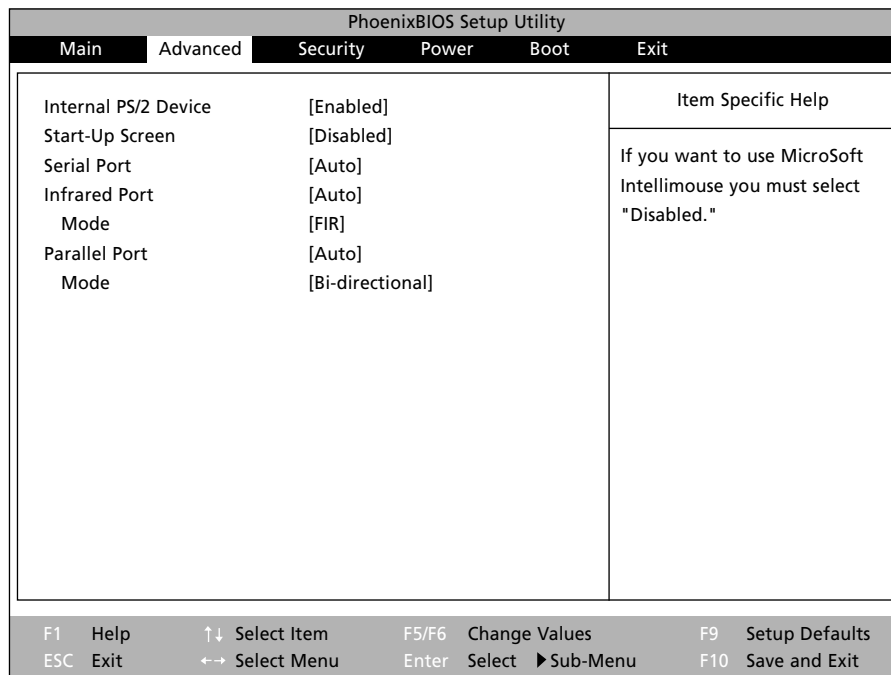 PhoenixBIOS Setup Utility
Main Advanced Security Power Boot Exit
Internal PS/2 Device [Enabled]
Start-Up Screen [Disabled]
Serial Port [Auto]
Infrared Port [Auto]
Mode [FIR]
Parallel Port [Auto]
Mode [Bi-directional]
Item Specific Help
If you want to use MicroSoft
Intellimouse you must select
"Disabled."
F1 Help ↑↓ Select Item F5/F6 Change Values F9 Setup Defaults
ESC Exit ←→ Select Menu Enter Select ▶Sub-Menu F10 Save and Exit